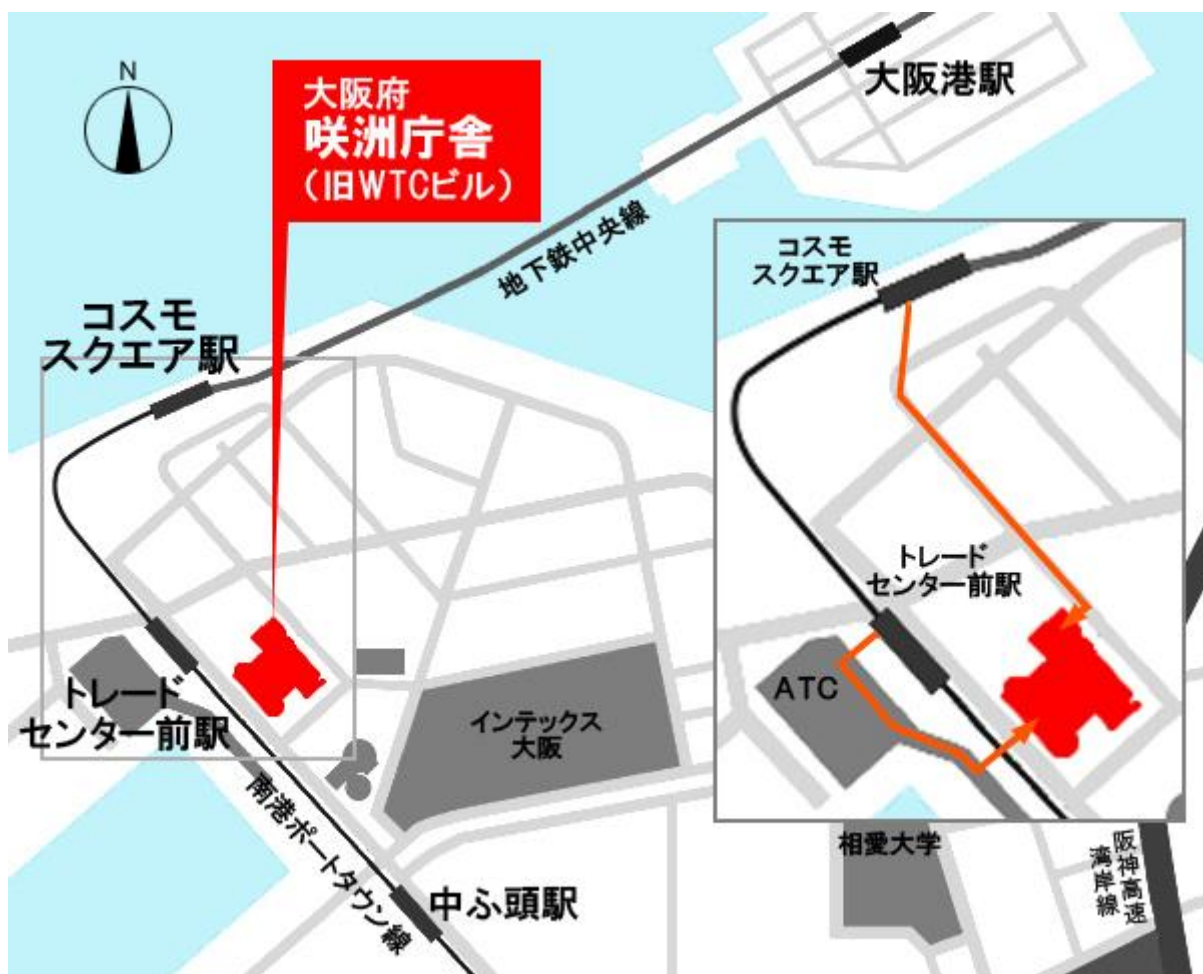 N
大阪府
咲洲庁舎
(旧WTCビル)
大阪港駅
地下鉄中央線
コスモ
スクエア駅
トレード
センター前駅
南港ポートタウン線
中ふ頭駅
インテックス
大阪
コスモ
スクエア駅
トレード
センター前駅
ATC
相愛大学
阪神高速
湾岸線